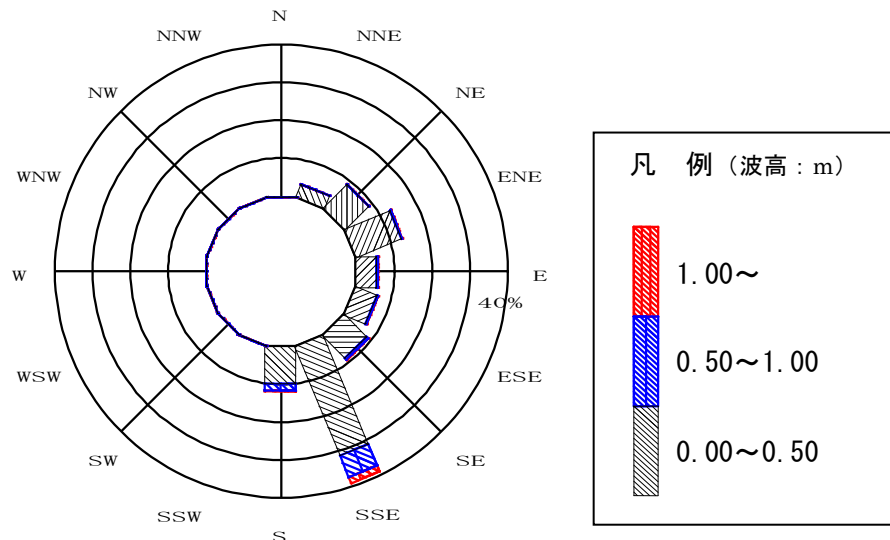 N
NNW
NNE
NW
NE
WNW
ENE
W
E
40%
WSW
ESE
SW
SE
SSW
SSE
S
凡 例 (波高：m)
1.00～
0.50～1.00
0.00～0.50